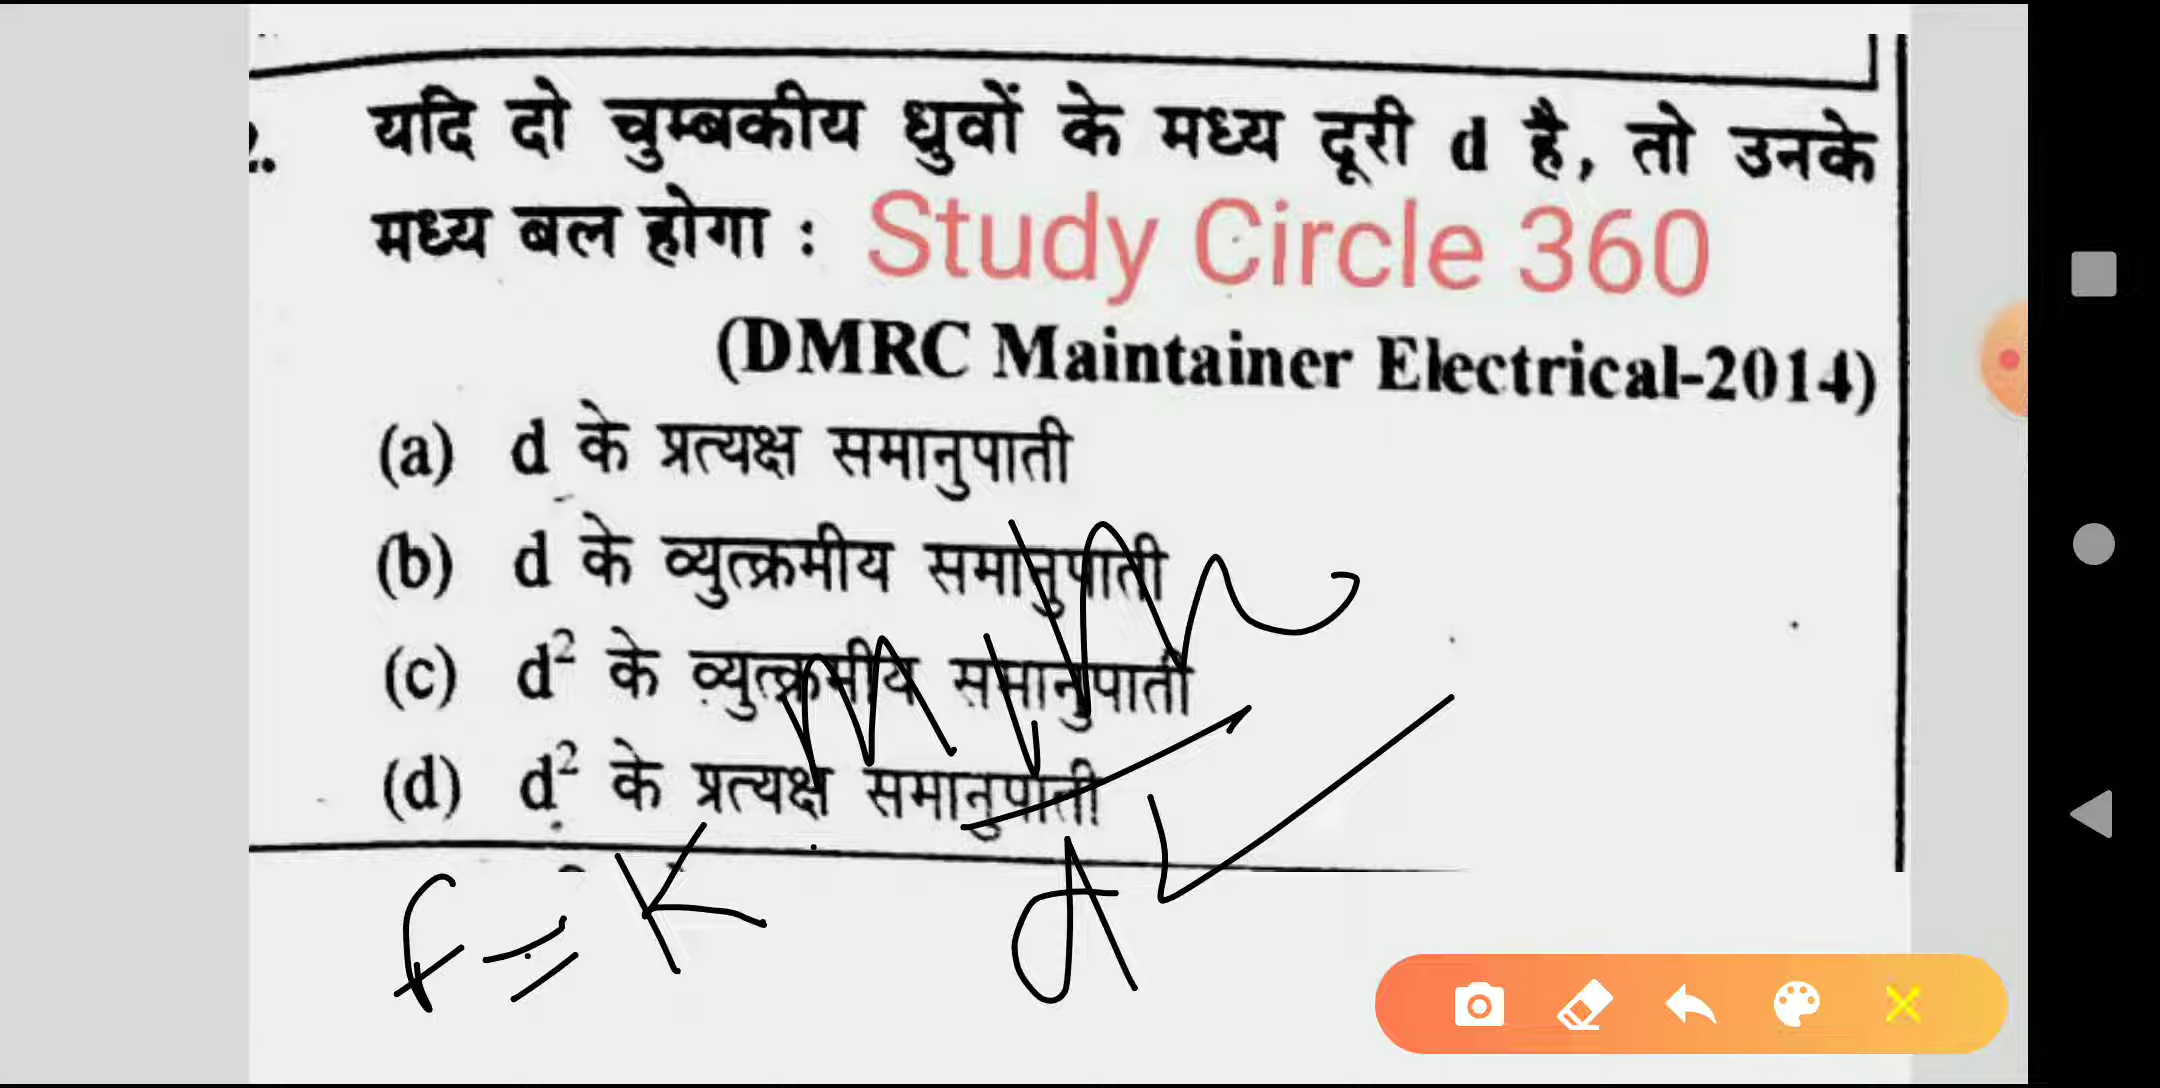 यदि दो चुम्बकीय ध्रुवों के मध्य दूरी d है, तो उनके
मध्य बल होगा : Study Circle 360
(DMRC Maintainer Electrical-2014)
(a) d के प्रत्यक्ष समानुपाती
(b) d के व्युत्क्रमीय समानुपाती
(c) d² के व्युत्क्रमीय समानुपाती
(d) d² के प्रत्यक्ष समानुपाती
f = K
d